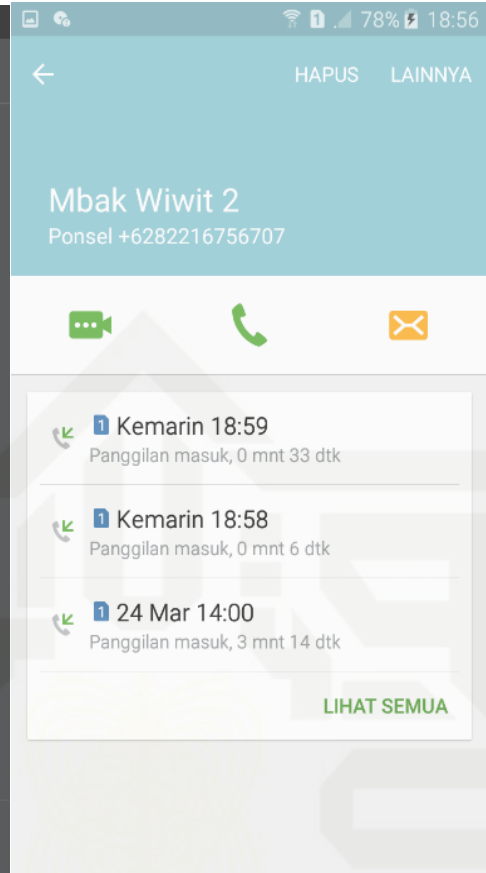 1 78% 18:56
HAPUS LAINNYA
Mbak Wiwit 2
Ponsel +6282216756707
1 Kemarin 18:59
Panggilan masuk, 0 mnt 33 dtk
1 Kemarin 18:58
Panggilan masuk, 0 mnt 6 dtk
1 24 Mar 14:00
Panggilan masuk, 3 mnt 14 dtk
LIHAT SEMUA